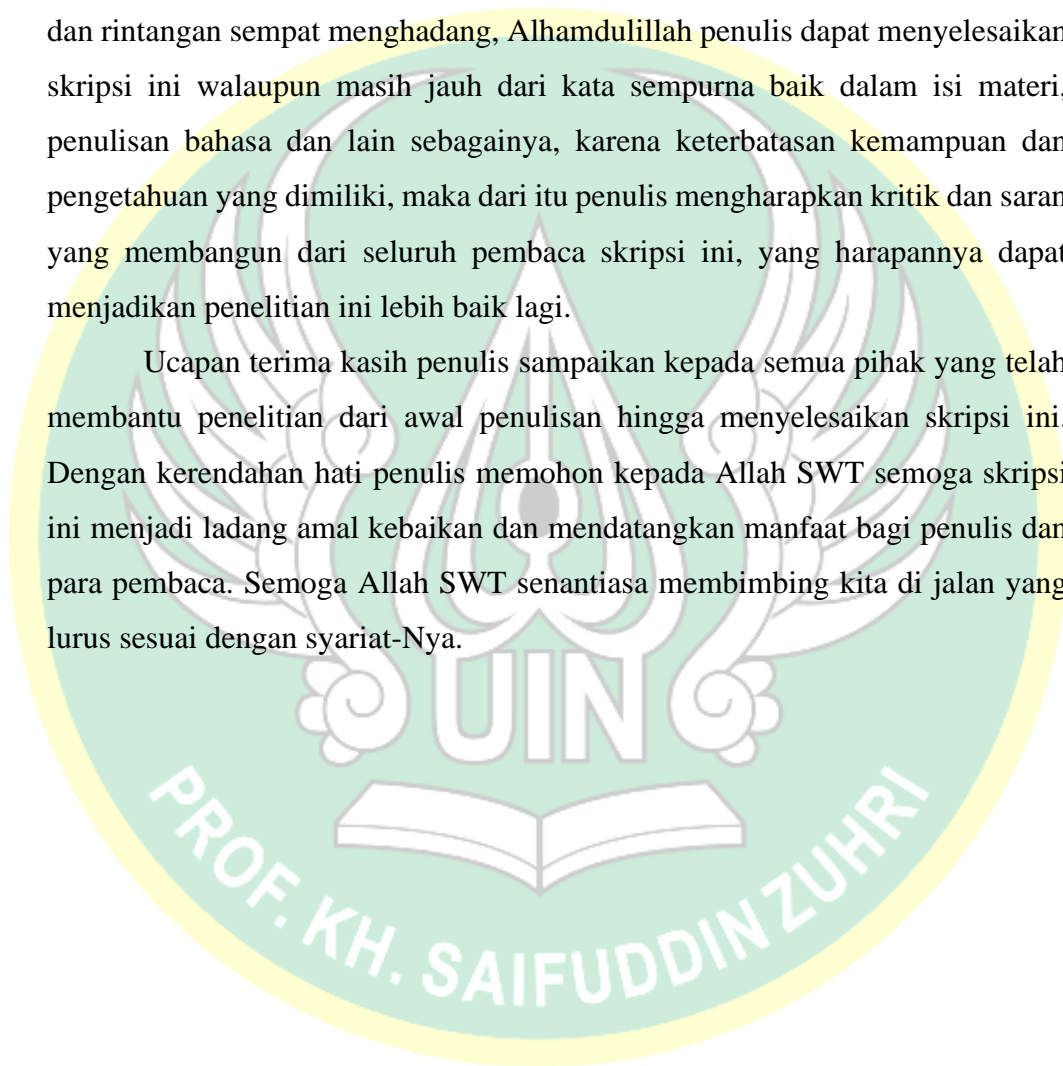 dan rintangan sempat menghadang, Alhamdulillah penulis dapat menyelesaikan
skripsi ini walaupun masih jauh dari kata sempurna baik dalam isi materi,
penulisan bahasa dan lain sebagainya, karena keterbatasan kemampuan dan
pengetahuan yang dimiliki, maka dari itu penulis mengharapkan kritik dan saran
yang membangun dari seluruh pembaca skripsi ini, yang harapannya dapat
menjadikan penelitian ini lebih baik lagi.
Ucapan terima kasih penulis sampaikan kepada semua pihak yang telah
membantu penelitian dari awal penulisan hingga menyelesaikan skripsi ini.
Dengan kerendahan hati penulis memohon kepada Allah SWT semoga skripsi
ini menjadi ladang amal kebaikan dan mendatangkan manfaat bagi penulis dan
para pembaca. Semoga Allah SWT senantiasa membimbing kita di jalan yang
lurus sesuai dengan syariat-Nya.
UIN
PROF. KH. SAIFUDDIN ZUHRI